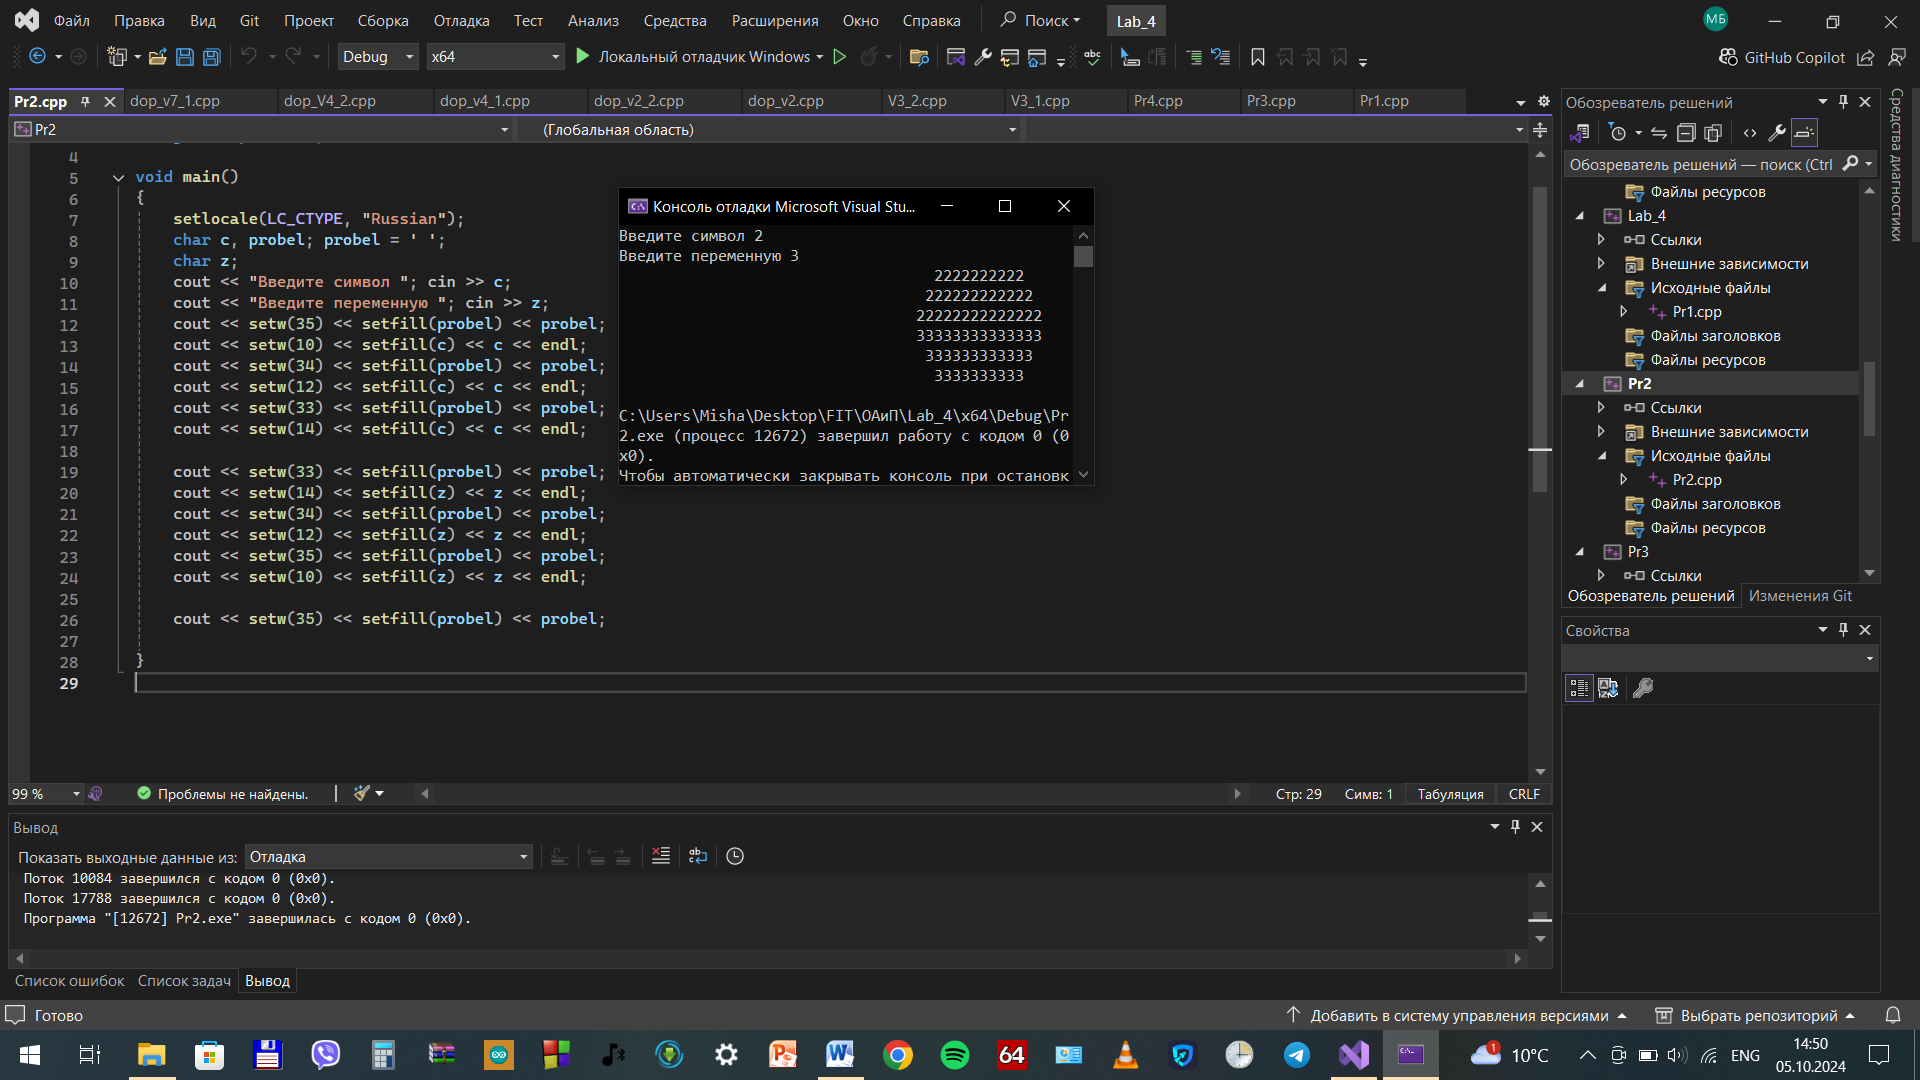 Файл Правка Вид Git Проект Сборка Отладка Тест Анализ Средства Расширения Окно Справка Поиск Lab_4 МБ
Debug x64 Локальный отладчик Windows abc GitHub Copilot
Pr2.cpp dop_v7_1.cpp dop_V4_2.cpp dop_v4_1.cpp dop_v2_2.cpp dop_v2.cpp V3_2.cpp V3_1.cpp Pr4.cpp Pr3.cpp Pr1.cpp
Pr2 (Глобальная область)
4
5 void main()
6 {
7 setlocale(LC_CTYPE, "Russian");
8 char c, probel; probel = ' ';
9 char z;
10 cout << "Введите символ "; cin >> c;
11 cout << "Введите переменную "; cin >> z;
12 cout << setw(35) << setfill(probel) << probel;
13 cout << setw(10) << setfill(c) << c << endl;
14 cout << setw(34) << setfill(probel) << probel;
15 cout << setw(12) << setfill(c) << c << endl;
16 cout << setw(33) << setfill(probel) << probel;
17 cout << setw(14) << setfill(c) << c << endl;
18
19 cout << setw(33) << setfill(probel) << probel;
20 cout << setw(14) << setfill(z) << z << endl;
21 cout << setw(34) << setfill(probel) << probel;
22 cout << setw(12) << setfill(z) << z << endl;
23 cout << setw(35) << setfill(probel) << probel;
24 cout << setw(10) << setfill(z) << z << endl;
25
26 cout << setw(35) << setfill(probel) << probel;
27
28 }
29
Консоль отладки Microsoft Visual Stu...
Введите символ 2
Введите переменную 3
2222222222
222222222222
22222222222222
33333333333333
333333333333
3333333333
C:\Users\Misha\Desktop\FIT\ОАиП\Lab_4\x64\Debug\Pr
2.exe (процесс 12672) завершил работу с кодом 0 (0
x0).
Чтобы автоматически закрывать консоль при остановк
99 % Проблемы не найдены. Стр: 29 Симв: 1 Табуляция CRLF
Вывод
Показать выходные данные из: Отладка
Поток 10084 завершился с кодом 0 (0x0).
Поток 17788 завершился с кодом 0 (0x0).
Программа "[12672] Pr2.exe" завершилась с кодом 0 (0x0).
Список ошибок Список задач Вывод
Обозреватель решений
Обозреватель решений — поиск (Ctrl
Файлы ресурсов
Lab_4
Ссылки
Внешние зависимости
Исходные файлы
Pr1.cpp
Файлы заголовков
Файлы ресурсов
Pr2
Ссылки
Внешние зависимости
Исходные файлы
Pr2.cpp
Файлы заголовков
Файлы ресурсов
Pr3
Ссылки
Обозреватель решений Изменения Git
Свойства
Средства диагностики
Готово Добавить в систему управления версиями Выбрать репозиторий
64 1 10°C ENG 14:50
05.10.2024